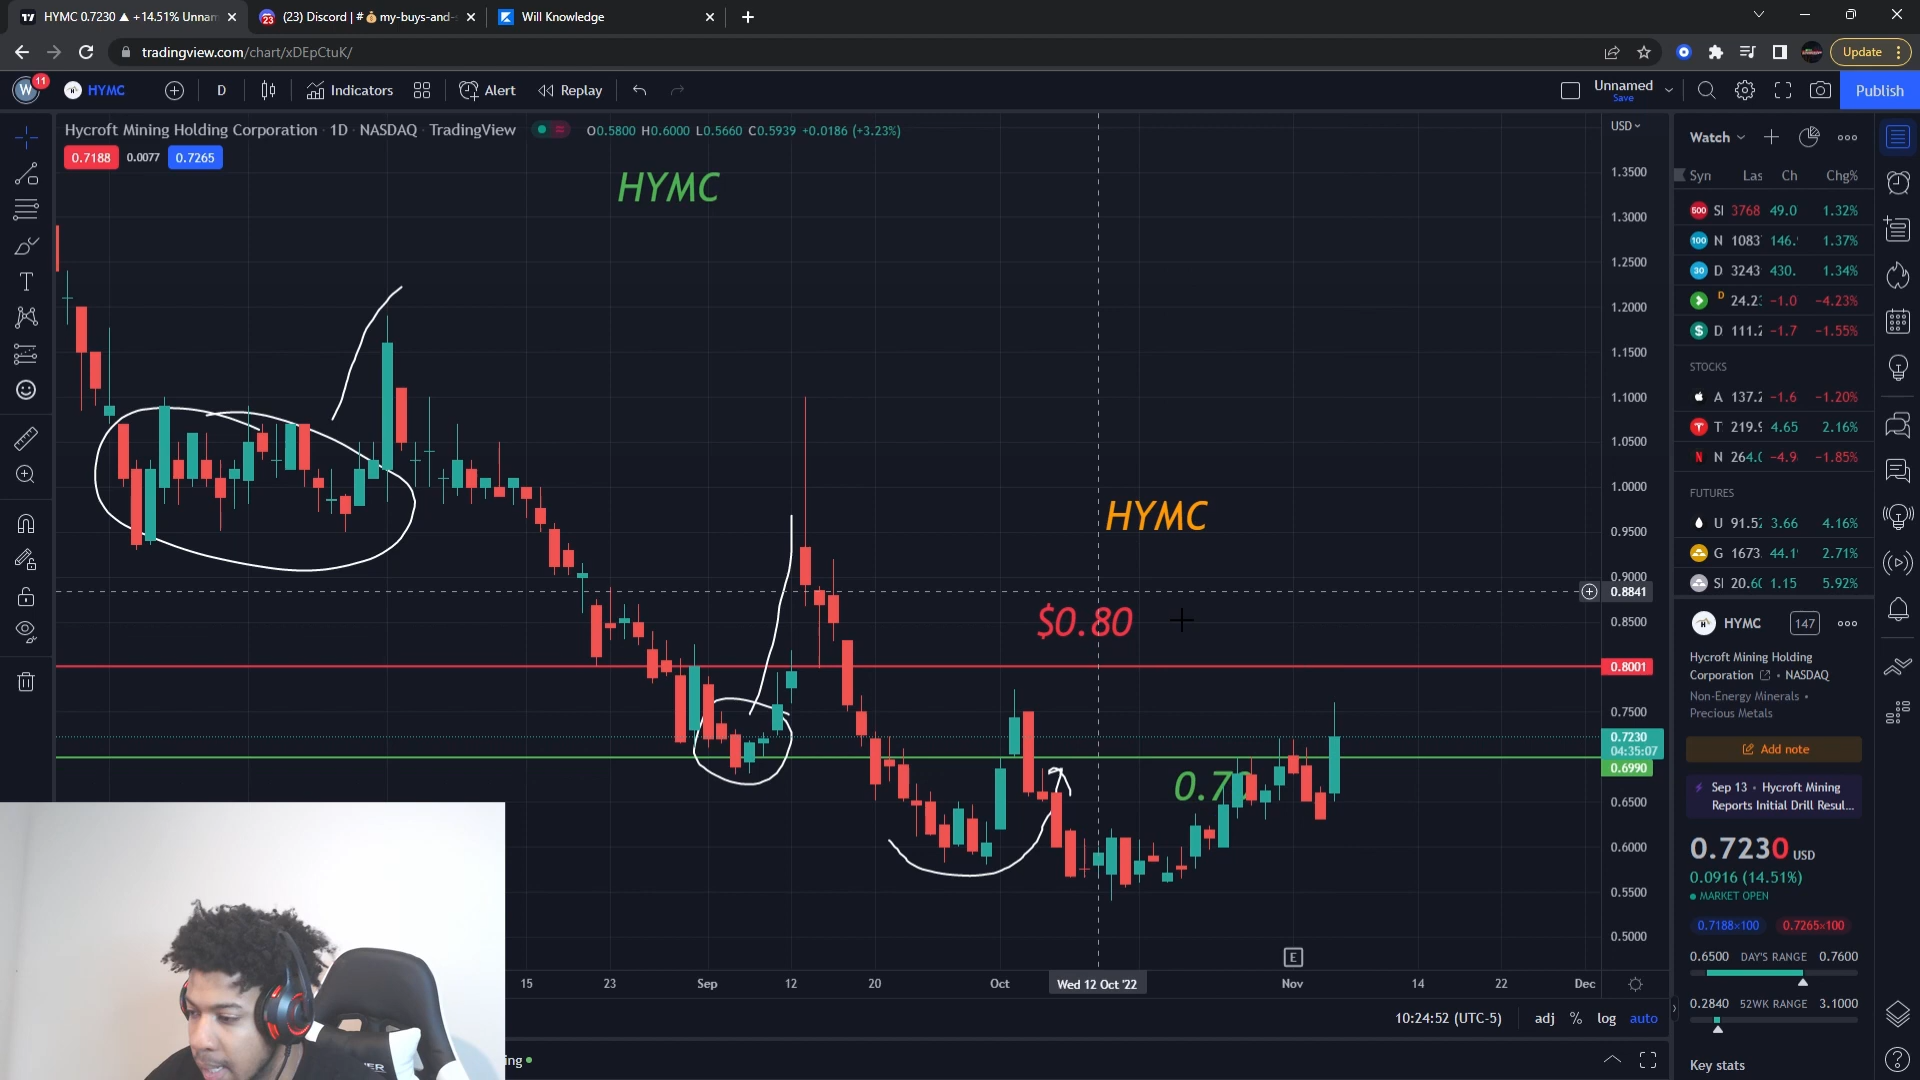 HYMC 0.7230 ▲ +14.51% Unnam
(23) Discord | #💰my-buys-and-s
Will Knowledge
tradingview.com/chart/xDEpCtuK/
Update
W
11
HYMC
D
Indicators
Alert
Replay
Unnamed
Save
Publish
Hycroft Mining Holding Corporation · 1D · NASDAQ · TradingView
O0.5800 H0.6000 L0.5660 C0.5939 +0.0186 (+3.23%)
USD
0.7188
0.0077
0.7265
HYMC
HYMC
$0.80
1.3500
1.3000
1.2500
1.2000
1.1500
1.1000
0.5000
1.0000
0.9500
0.9000
0.8841
0.8500
0.8001
0.7500
0.7230
04:35:07
0.6990
0.6500
0.6000
0.5500
15
23
Sep
12
20
Oct
Wed 12 Oct '22
Nov
14
22
Dec
E
10:24:52 (UTC-5)
adj
%
log
auto
ing
Watch
Syn Las Ch Chg%
500 SI 3768 49.0 1.32%
100 N 1083 146. 1.37%
30 D 3243 430. 1.34%
D 24.2 −1.0 −4.23%
$ D 111.2 −1.7 −1.55%
STOCKS
A 137.2 −1.6 −1.20%
T 219.9 4.65 2.16%
N 264.0 −4.9 −1.85%
FUTURES
U 91.5 3.66 4.16%
G 1673 44.1 2.71%
SI 20.60 1.15 5.92%
HYMC
147
Hycroft Mining Holding
Corporation · NASDAQ
Non-Energy Minerals ·
Precious Metals
Add note
Sep 13 · Hycroft Mining
Reports Initial Drill Resul...
0.7230 USD
0.0916 (14.51%)
MARKET OPEN
0.7188×100
0.7265×100
0.6500 DAY'S RANGE 0.7600
0.2840 52WK RANGE 3.1000
Key stats